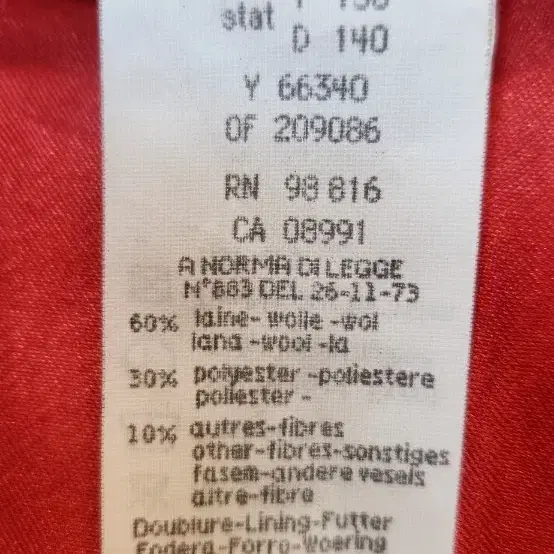 stat
D 140
Y 66340
OF 209086
RN 98 816
CA 08991
A NORMA DI LEGGE
N°883 DEL 26-11-73
60% laine- wolle -wol
lana -wool -la
30% polyester -poliestere
poliester -
10% autres-fibres
other-fibres-sonstiges
fasem-andere vesels
altre-fibre
Doublure-Lining-Futter
Fodera-Forro-Woering